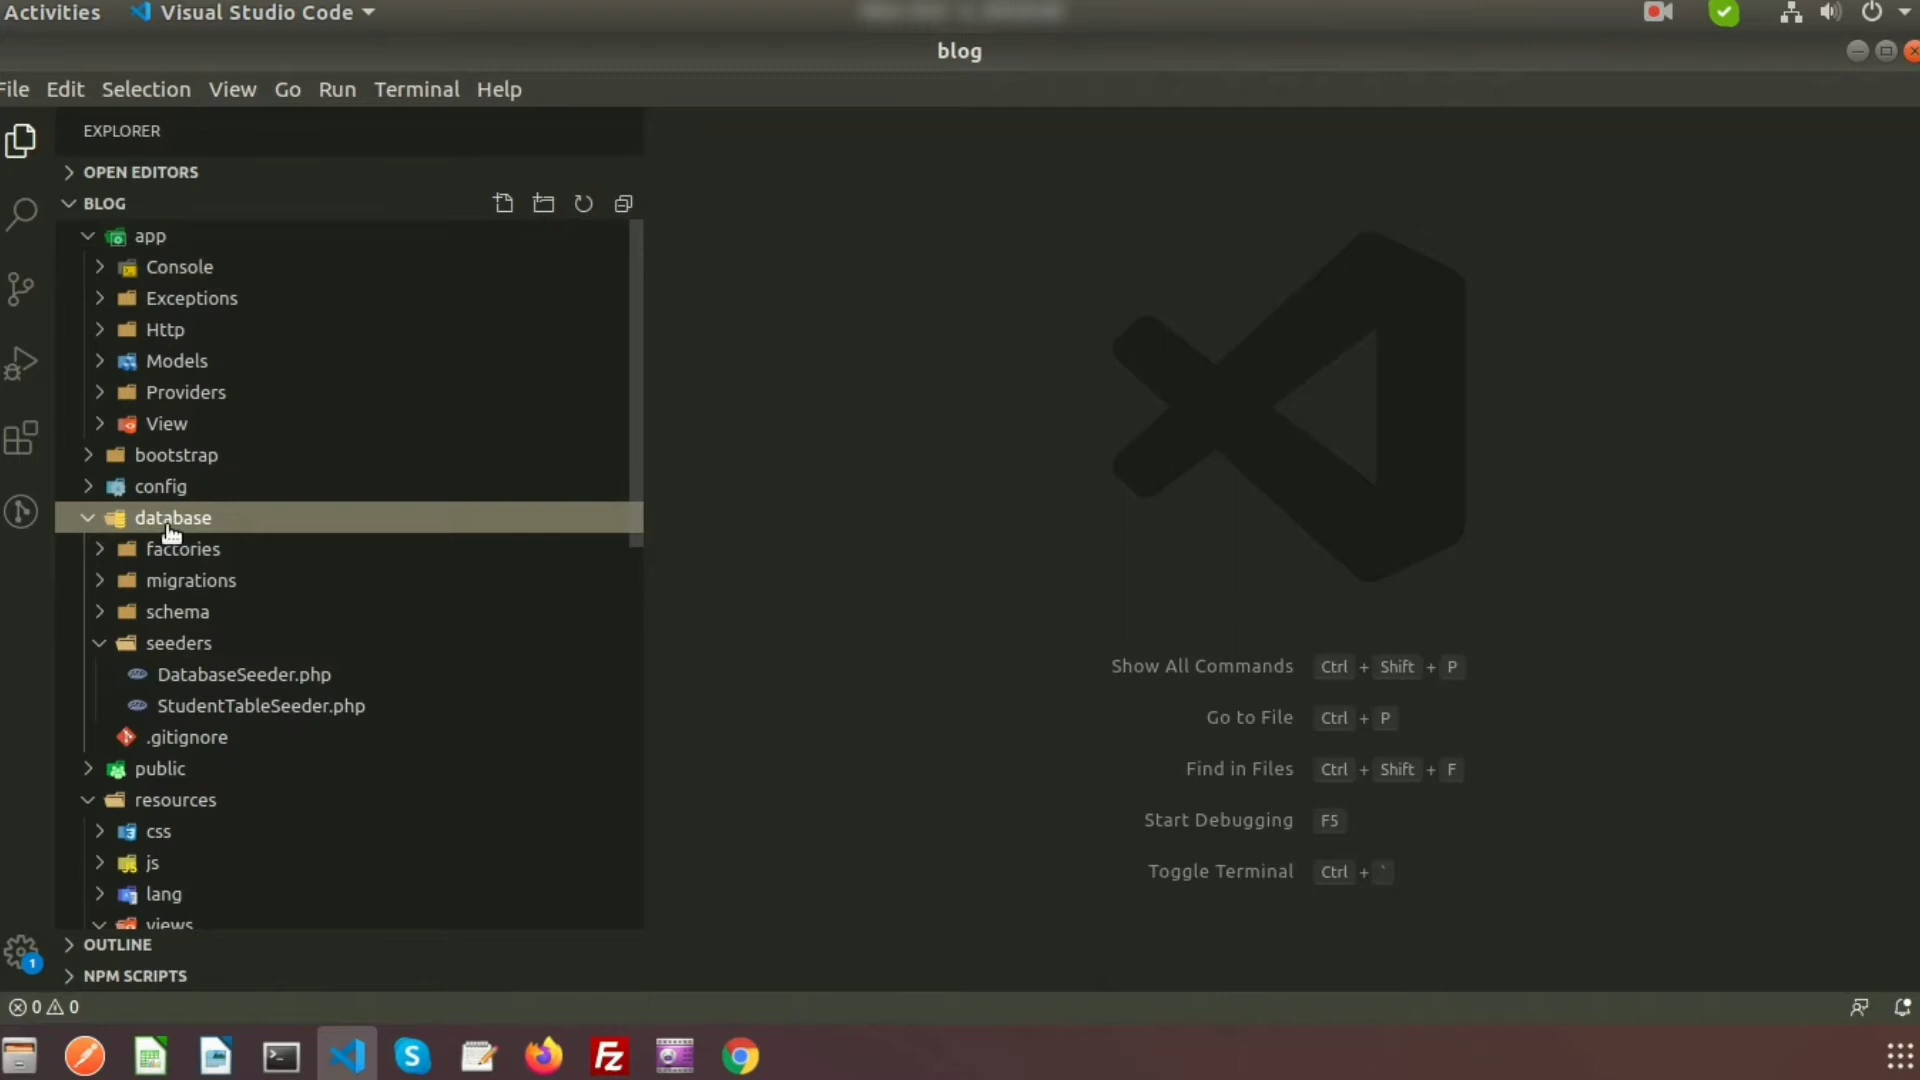 Activities
Visual Studio Code
blog
File Edit Selection View Go Run Terminal Help
EXPLORER
OPEN EDITORS
BLOG
app
Console
Exceptions
Http
Models
Providers
View
bootstrap
config
database
factories
migrations
schema
seeders
DatabaseSeeder.php
StudentTableSeeder.php
.gitignore
public
resources
css
js
lang
views
OUTLINE
NPM SCRIPTS
Show All Commands Ctrl + Shift + P
Go to File Ctrl + P
Find in Files Ctrl + Shift + F
Start Debugging F5
Toggle Terminal Ctrl + `
1
0 0